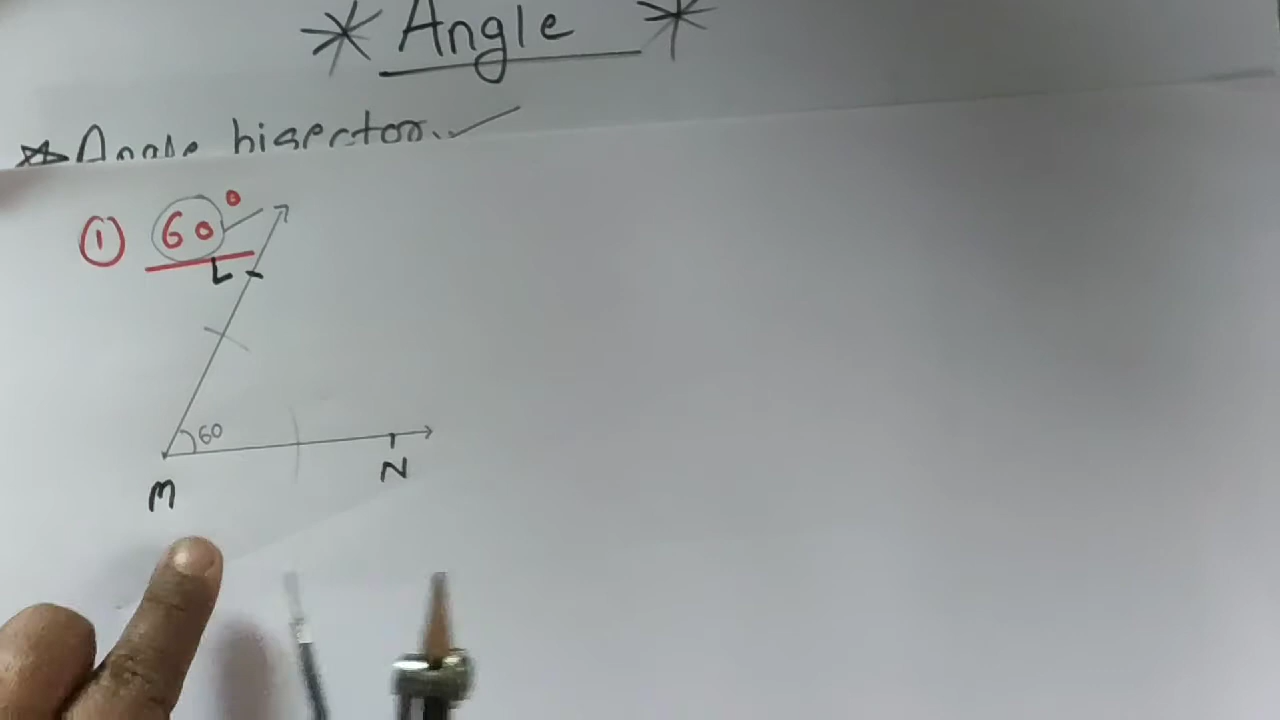 * Angle *
* Angle bisector. ✓
① 60°
L
60
N
M